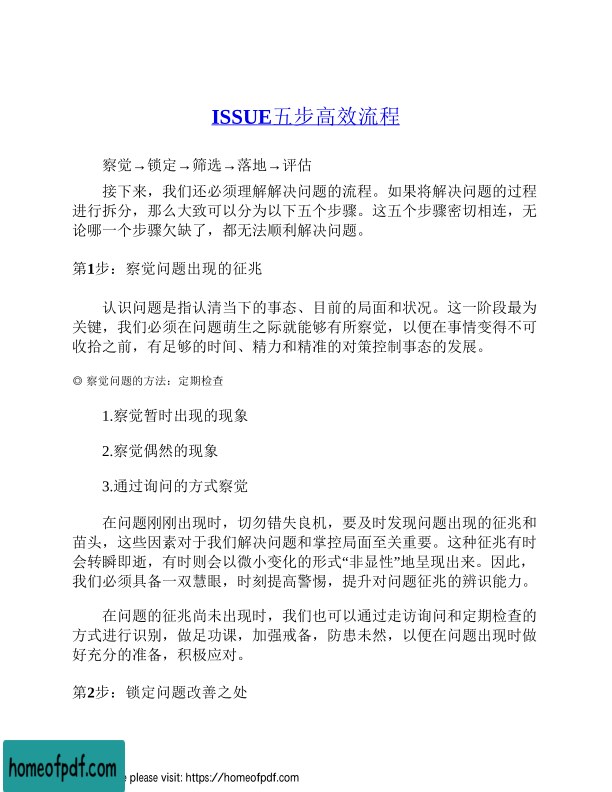 ISSUE五步高效流程
察觉→锁定→筛选→落地→评估
接下来，我们还必须理解解决问题的流程。如果将解决问题的过程
进行拆分，那么大致可以分为以下五个步骤。这五个步骤密切相连，无
论哪一个步骤欠缺了，都无法顺利解决问题。
第1步：察觉问题出现的征兆
认识问题是指认清当下的事态、目前的局面和状况。这一阶段最为
关键，我们必须在问题萌生之际就能够有所察觉，以便在事情变得不可
收拾之前，有足够的时间、精力和精准的对策控制事态的发展。
◎ 察觉问题的方法：定期检查
1.察觉暂时出现的现象
2.察觉偶然的现象
3.通过询问的方式察觉
在问题刚刚出现时，切勿错失良机，要及时发现问题出现的征兆和
苗头，这些因素对于我们解决问题和掌控局面至关重要。这种征兆有时
会转瞬即逝，有时则会以微小变化的形式“非显性”地呈现出来。因此，
我们必须具备一双慧眼，时刻提高警惕，提升对问题征兆的辨识能力。
在问题的征兆尚未出现时，我们也可以通过走访询问和定期检查的
方式进行识别，做足功课，加强戒备，防患未然，以便在问题出现时做
好充分的准备，积极应对。
第2步：锁定问题改善之处
homeofpdf.com
e please visit: https://homeofpdf.com